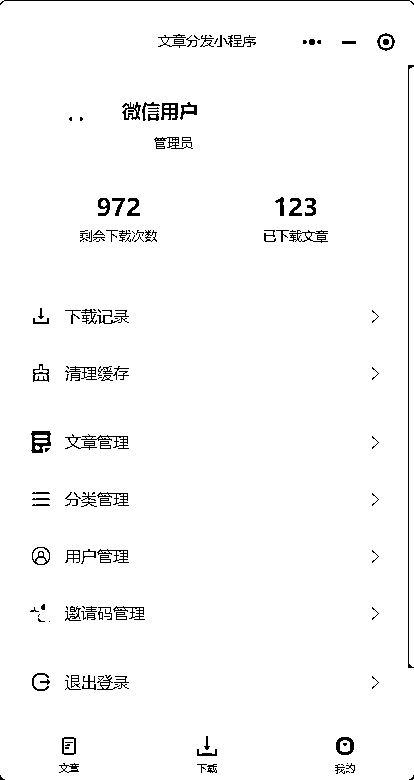 文章分发小程序
微信用户
管理员
972 123
剩余下载次数 已下载文章
下载记录
清理缓存
文章管理
分类管理
用户管理
邀请码管理
退出登录
文章 下载 我的